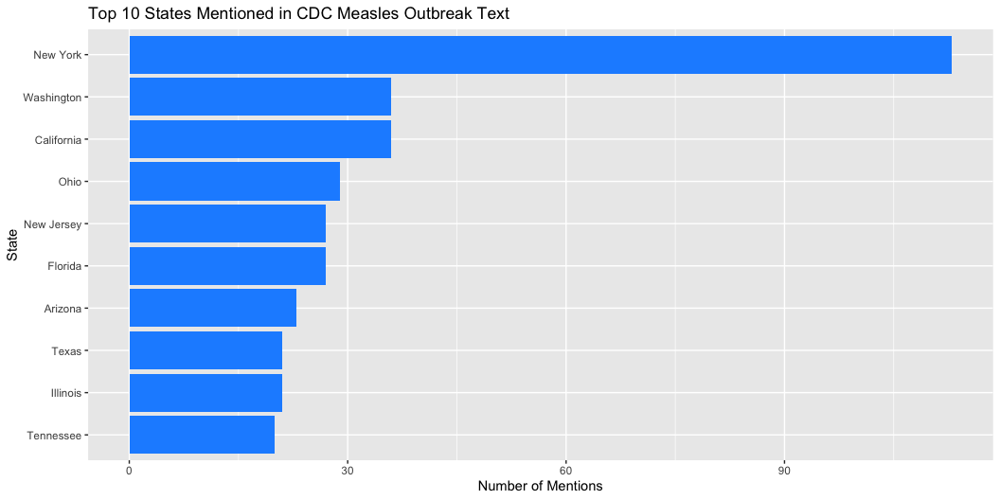 Top 10 States Mentioned in CDC Measles Outbreak Text
New York
Washington
California
Ohio
New Jersey
Florida
Arizona
Texas
Illinois
Tennessee
State
0 30 60 90
Number of Mentions